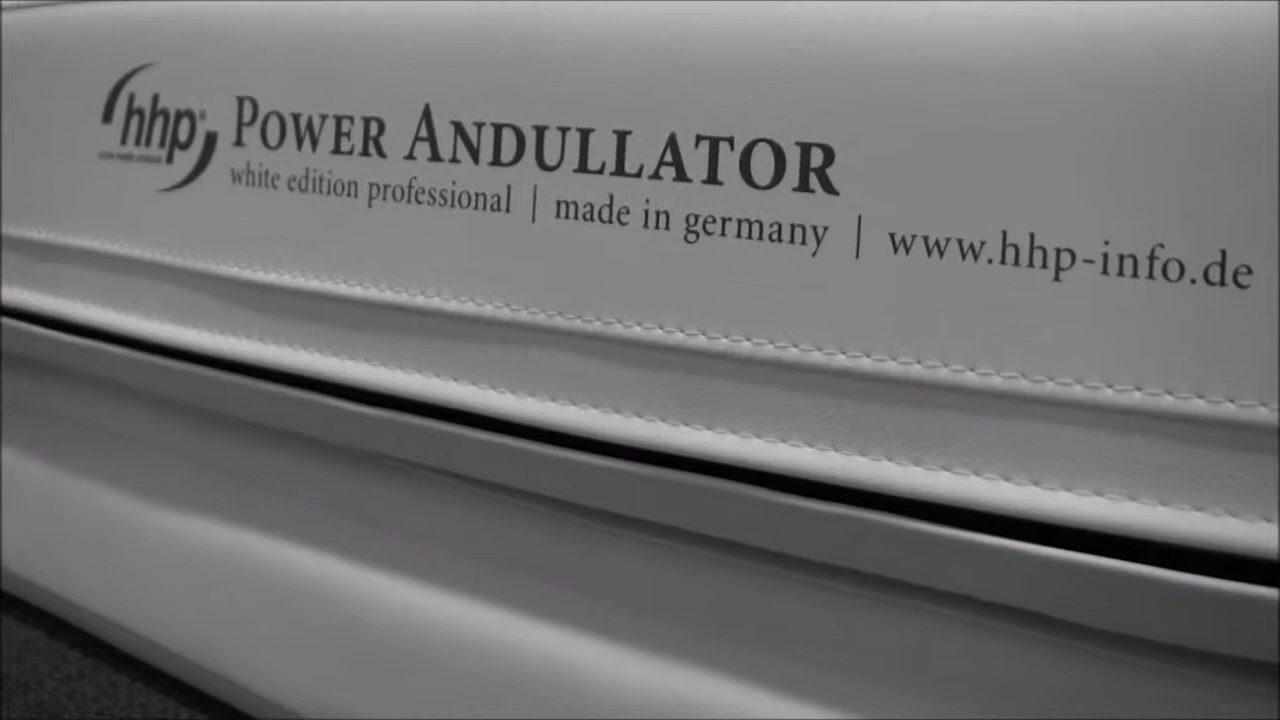 hhp® POWER ANDULLATOR
white edition professional | made in germany | www.hhp-info.de